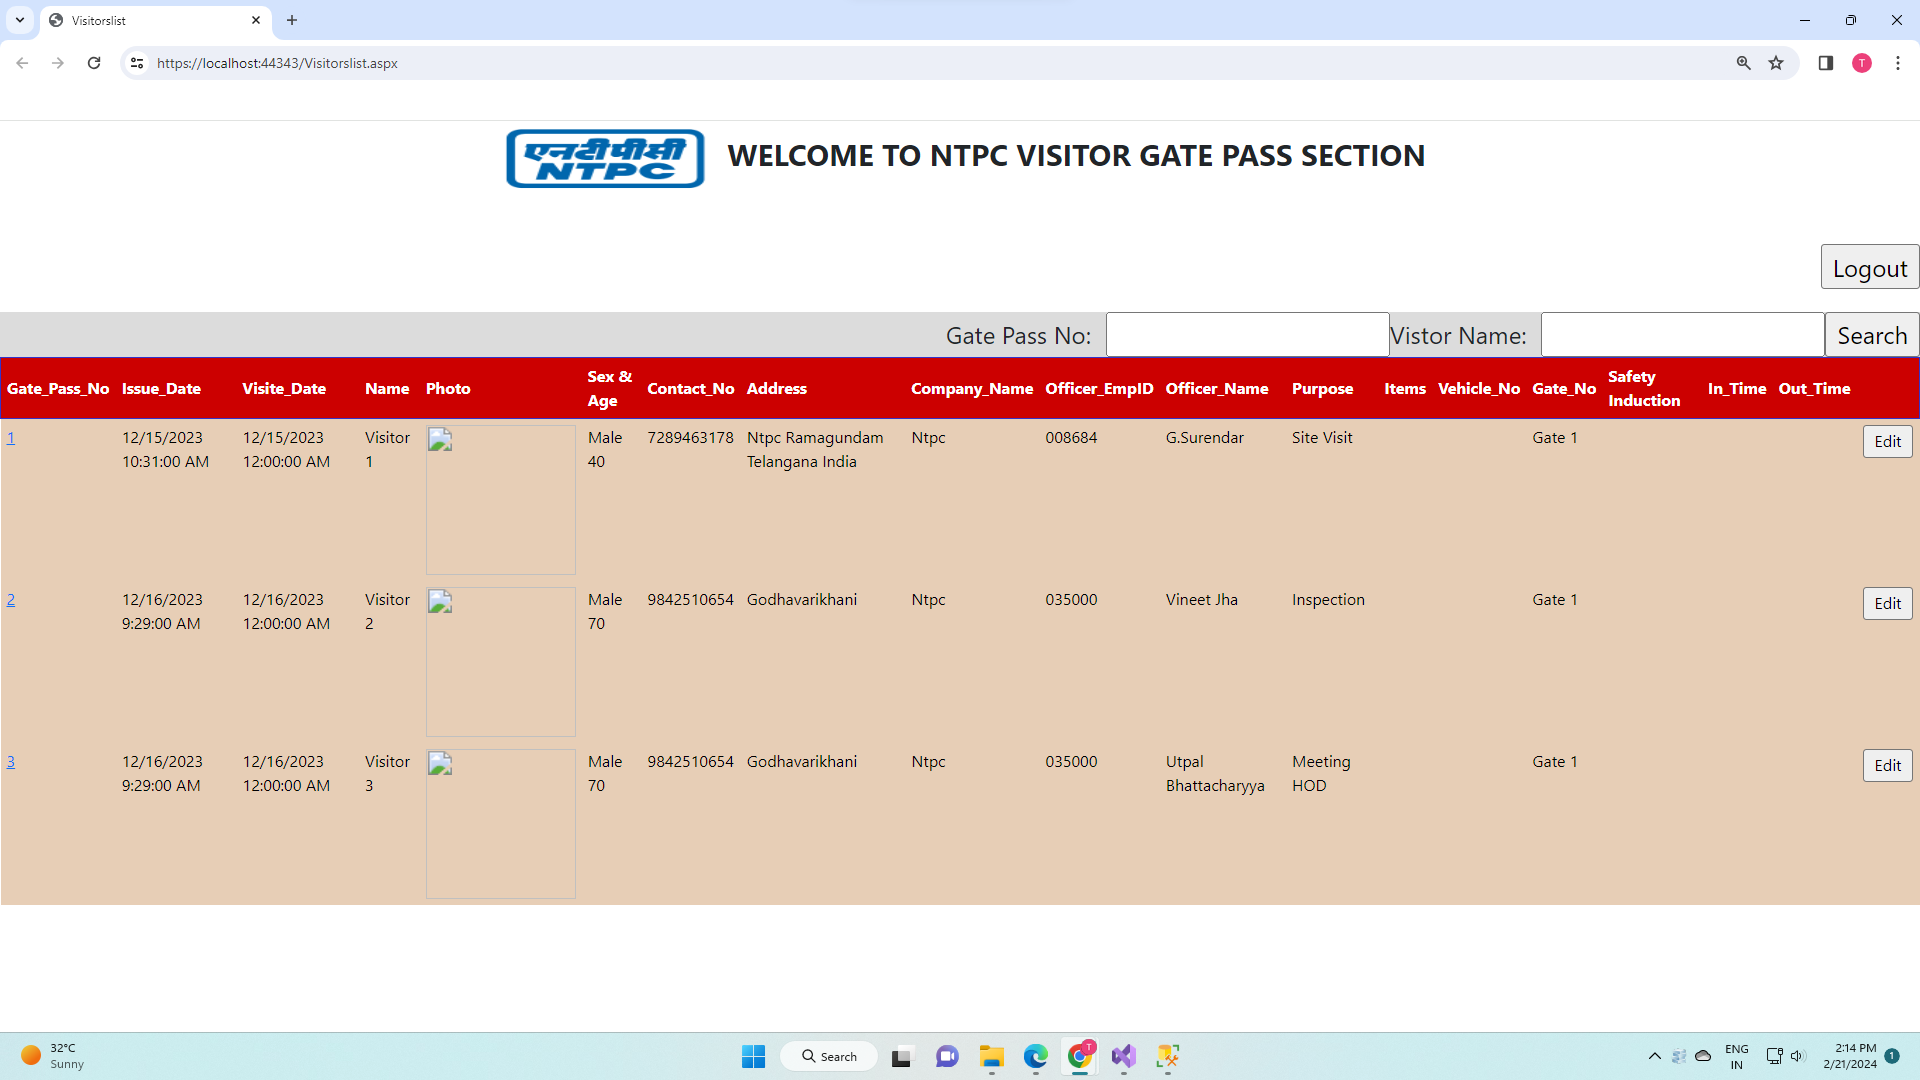 Visitorslist
https://localhost:44343/Visitorslist.aspx
T
एनटीपीसी
NTPC
WELCOME TO NTPC VISITOR GATE PASS SECTION
Logout
Gate Pass No: Vistor Name: Search
Gate_Pass_No Issue_Date Visite_Date Name Photo Sex & Age Contact_No Address Company_Name Officer_EmpID Officer_Name Purpose Items Vehicle_No Gate_No Safety Induction In_Time Out_Time
1 12/15/2023 12/15/2023 Visitor Male 7289463178 Ntpc Ramagundam Ntpc 008684 G.Surendar Site Visit Gate 1 Edit
10:31:00 AM 12:00:00 AM 1 40 Telangana India
2 12/16/2023 12/16/2023 Visitor Male 9842510654 Godhavarikhani Ntpc 035000 Vineet Jha Inspection Gate 1 Edit
9:29:00 AM 12:00:00 AM 2 70
3 12/16/2023 12/16/2023 Visitor Male 9842510654 Godhavarikhani Ntpc 035000 Utpal Meeting Gate 1 Edit
9:29:00 AM 12:00:00 AM 3 70 Bhattacharyya HOD
32°C
Sunny
Search
T
ENG
IN
2:14 PM
2/21/2024
1